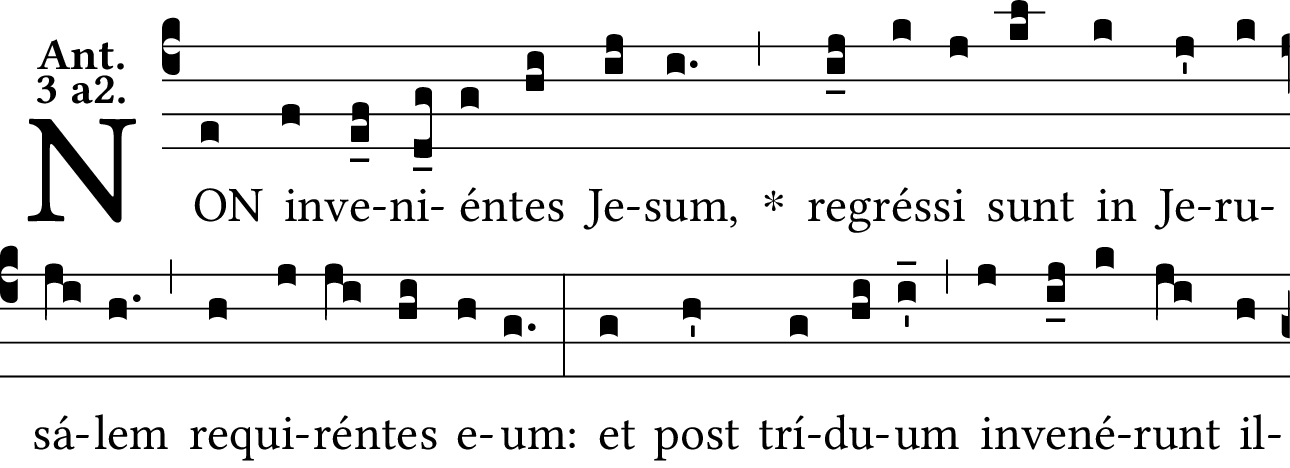 Ant.
3 a2.
NON inve-ni- éntes Je-sum, * regréssi sunt in Je-ru-
sá-lem requi-réntes e-um: et post trí-du-um invené-runt il-